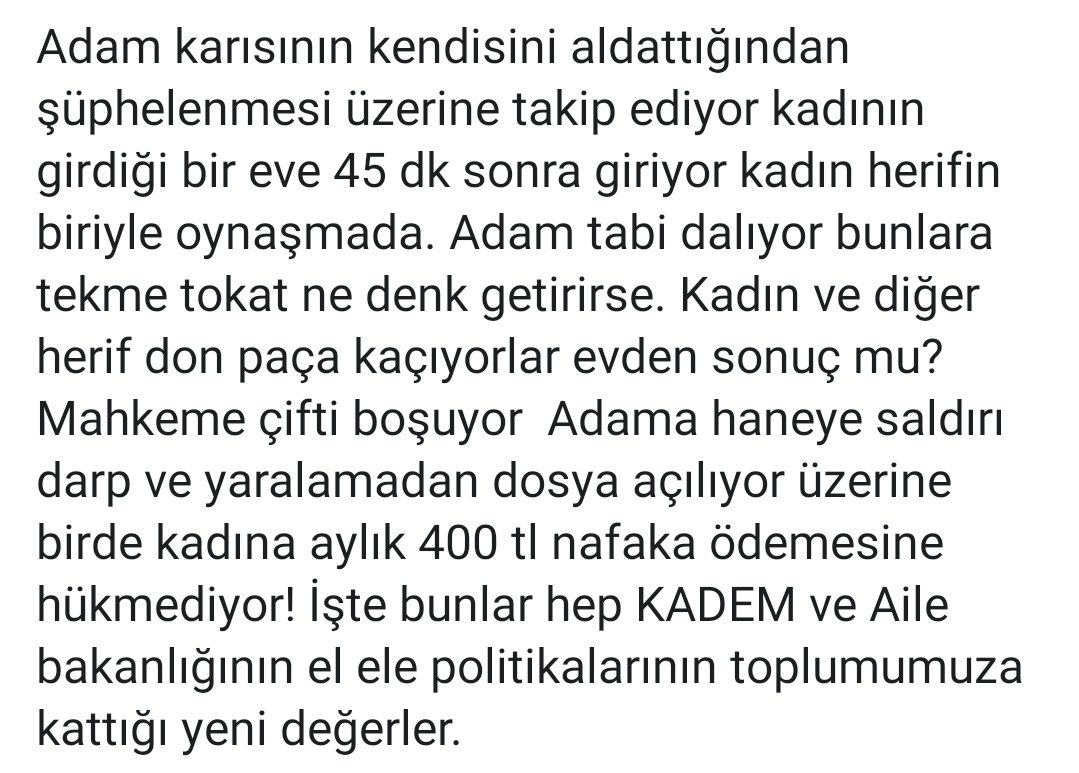 Adam karısının kendisini aldattığından
şüphelenmesi üzerine takip ediyor kadının
girdiği bir eve 45 dk sonra giriyor kadın herifin
biriyle oynaşmada. Adam tabi dalıyor bunlara
tekme tokat ne denk getirirse. Kadın ve diğer
herif don paça kaçıyorlar evden sonuç mu?
Mahkeme çifti boşuyor  Adama haneye saldırı
darp ve yaralamadan dosya açılıyor üzerine
birde kadına aylık 400 tl nafaka ödemesine
hükmediyor! İşte bunlar hep KADEM ve Aile
bakanlığının el ele politikalarının toplumumuza
kattığı yeni değerler.